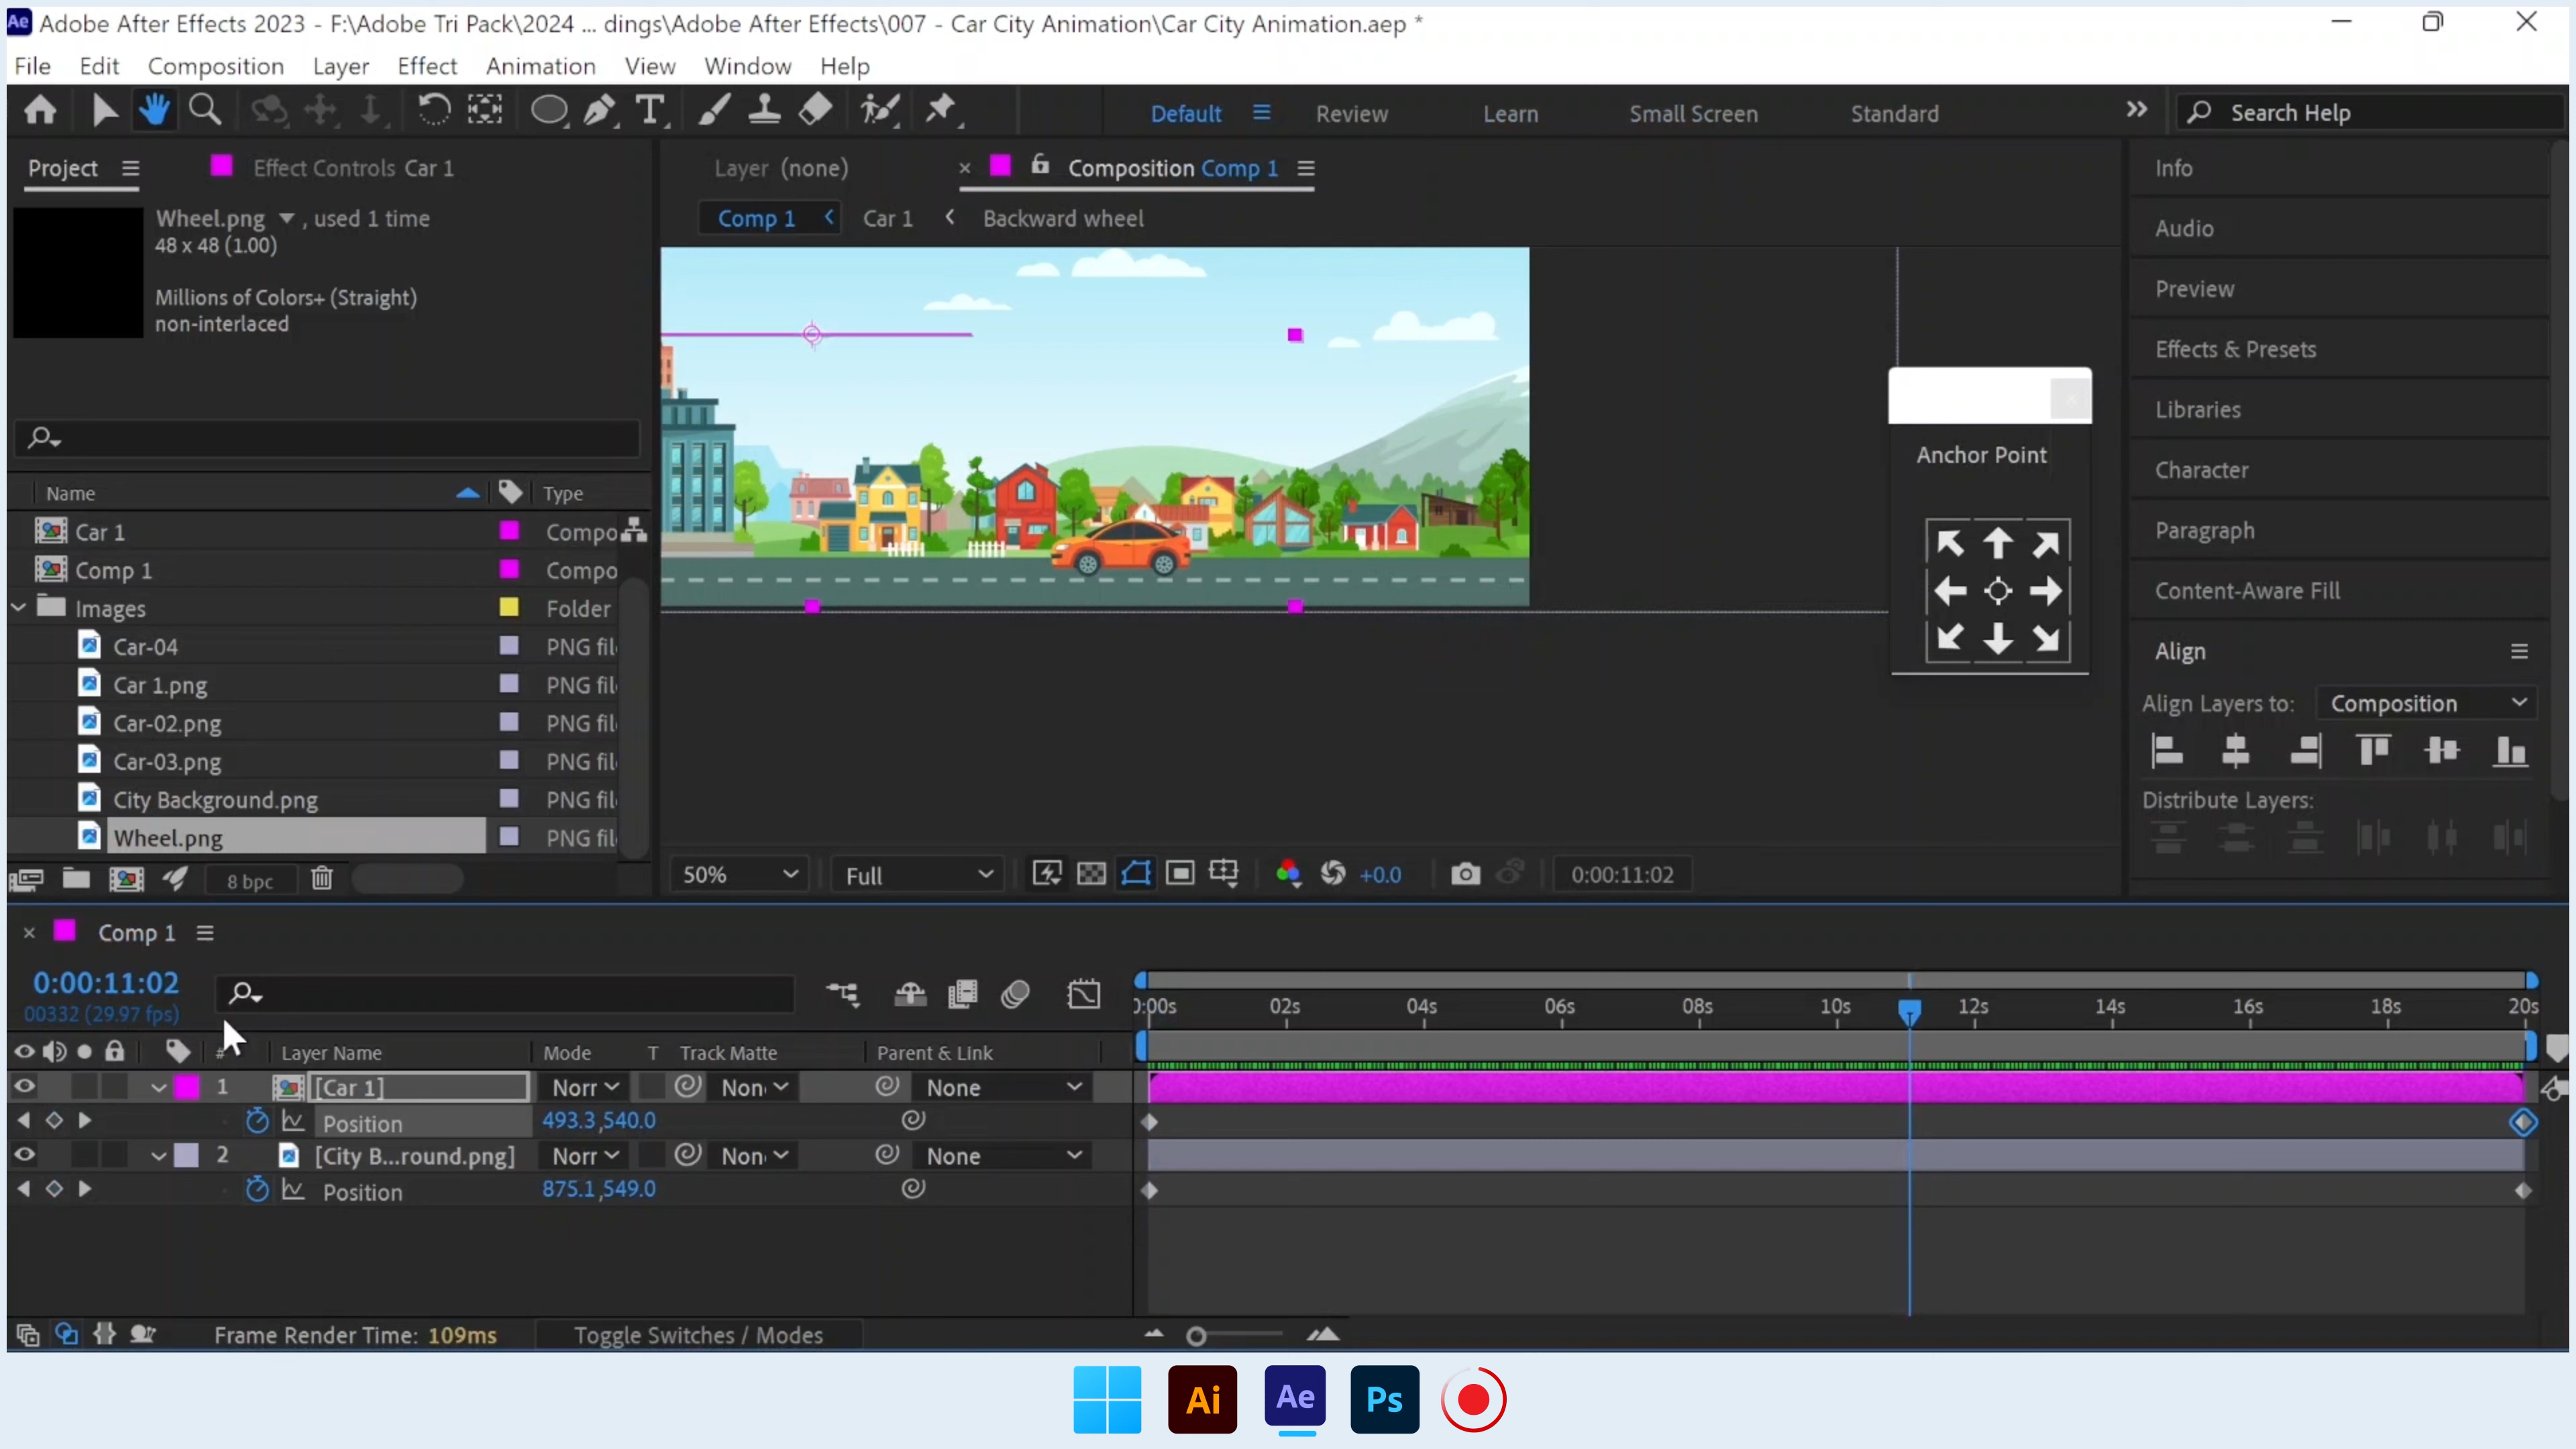 Ae Adobe After Effects 2023 - F:\Adobe Tri Pack\2024 ... dings\Adobe After Effects\007 - Car City Animation\Car City Animation.aep *
File Edit Composition Layer Effect Animation View Window Help
Default Review Learn Small Screen Standard Search Help
Project Effect Controls Car 1
Layer (none) Composition Comp 1
Comp 1 Car 1 Backward wheel
Wheel.png , used 1 time
48 x 48 (1.00)
Millions of Colors+ (Straight)
non-interlaced
Name Type
Car 1 Compo
Comp 1 Compo
Images Folder
Car-04 PNG fil
Car 1.png PNG fil
Car-02.png PNG fil
Car-03.png PNG fil
City Background.png PNG fil
Wheel.png PNG fil
8 bpc
Anchor Point
50% Full +0.0 0:00:11:02
Info
Audio
Preview
Effects & Presets
Libraries
Character
Paragraph
Content-Aware Fill
Align
Align Layers to: Composition
Distribute Layers:
Comp 1
0:00:11:02
00332 (29.97 fps)
0:00s 02s 04s 06s 08s 10s 12s 14s 16s 18s 20s
# Layer Name Mode T Track Matte Parent & Link
1 [Car 1] Norr Non None
Position 493.3,540.0
2 [City B...round.png] Norr Non None
Position 875.1,549.0
Frame Render Time: 109ms Toggle Switches / Modes
Ai Ae Ps